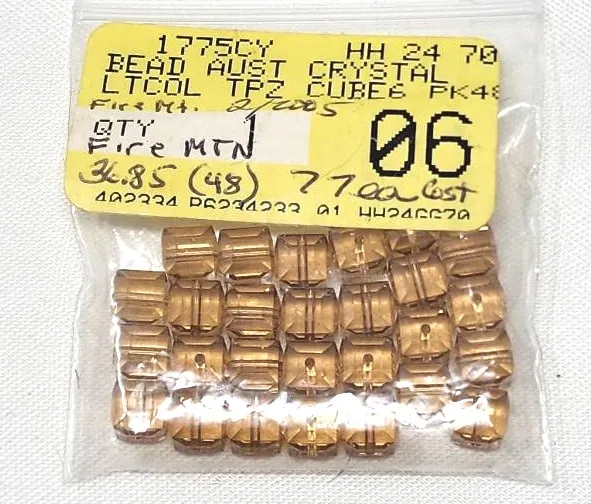 1775CY HH 24 70
BEAD AUST CRYSTAL
LTCOL TPZ CUBE6 PK48
Fire Mt. 2/2005
QTY 1 06
Fire MTN
36.85 (48) 77 ea Cost
402334 P6234233 01 HH246670